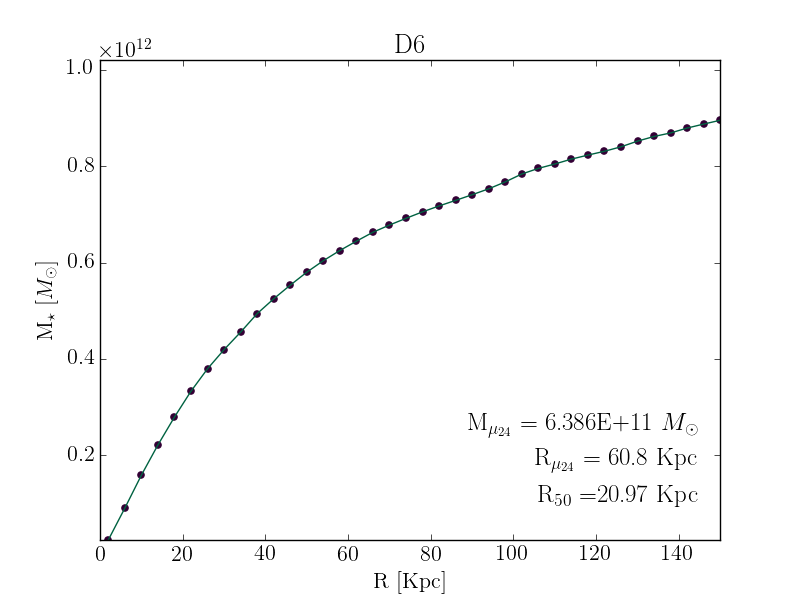 D6
×10¹²
1.0
0.8
0.6
0.4
0.2
M⋆ [M⊙]
M_μ₂₄ = 6.386E+11 M⊙
R_μ₂₄ = 60.8 Kpc
R₅₀ =20.97 Kpc
0 20 40 60 80 100 120 140
R [Kpc]